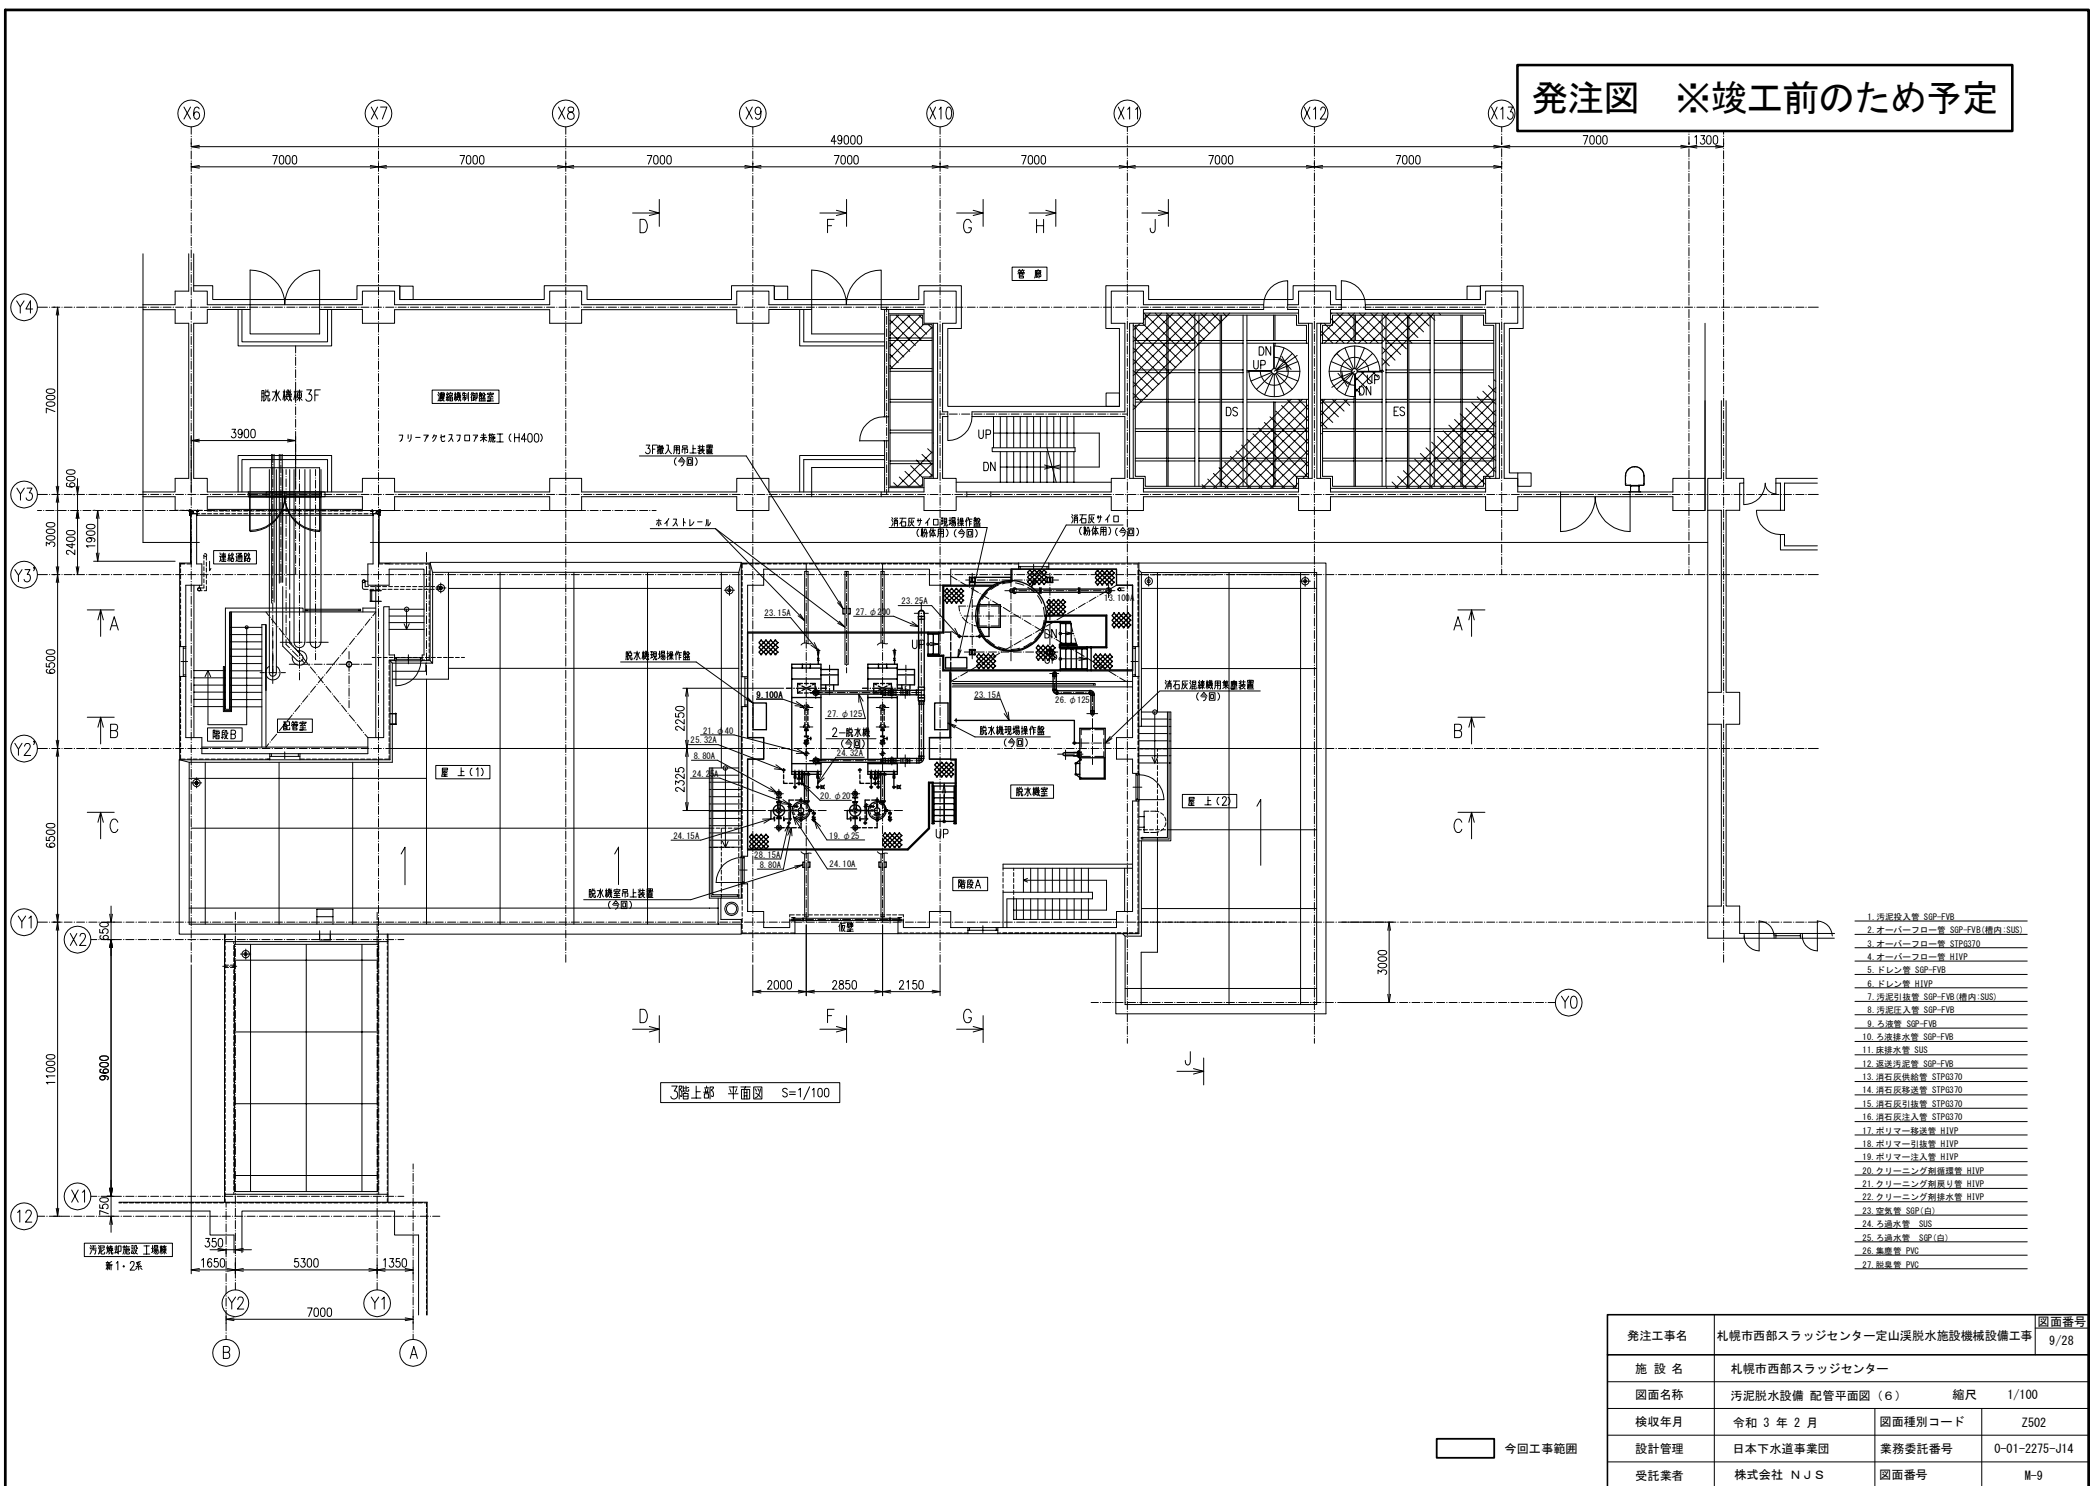 発注図　※竣工前のため予定
X6 X7 X8 X9 X10 X11 X12 X13
49000 7000 1300
7000 7000 7000 7000 7000 7000 7000
D F G H J
管 廊
Y4
7000
脱水機棟3F
濃縮機制御盤室
フリーアクセスフロア未施工(H400)
3900
DN
UP
UP
DN
DS
ES
UP
DN
3F搬入用吊上装置
(今回)
600
Y3
3000
2400
1900
ホイストレール
消石灰サイロ現場操作盤
(粉体用)(今回)
消石灰サイロ
(粉体用)(今回)
連絡通路
Y3'
23.15A
27.φ200
23.25A
13.100A
A
A
DN
UP
UP
6500
脱水機現場操作盤
9.100A
2250
27.φ125
23.15A
26.φ125
消石灰混練機用集塵装置
(今回)
配管室
階段B
B
B
21.φ40
2-脱水機
(今回)
脱水機現場操作盤
(今回)
25.32A
Y2'
8.80A
24.32A
屋 上(1)
24.25A
2325
20.φ20
脱水機室
屋 上(2)
C
C
6500
UP
24.15A
19.φ25
28.15A
8.80A
24.10A
脱水機室吊上装置
(今回)
階段A
Y1
仮壁
X2
650
2000 2850 2150
3000
Y0
D F G
J
11000
9600
3階上部　平面図　S=1/100
X1
750
12
汚泥焼却施設 工場棟
新1・2系
350
1650 5300 1350
Y2 Y1
7000
B A
1. 汚泥投入管 SGP-FVB
2. オーバーフロー管 SGP-FVB(槽内:SUS)
3. オーバーフロー管 STPG370
4. オーバーフロー管 HIVP
5. ドレン管 SGP-FVB
6. ドレン管 HIVP
7. 汚泥引抜管 SGP-FVB(槽内:SUS)
8. 汚泥圧入管 SGP-FVB
9. ろ液管 SGP-FVB
10. ろ液排水管 SGP-FVB
11. 床排水管 SUS
12. 返送汚泥管 SGP-FVB
13. 消石灰供給管 STPG370
14. 消石灰移送管 STPG370
15. 消石灰引抜管 STPG370
16. 消石灰注入管 STPG370
17. ポリマー移送管 HIVP
18. ポリマー引抜管 HIVP
19. ポリマー注入管 HIVP
20. クリーニング剤循環管 HIVP
21. クリーニング剤戻り管 HIVP
22. クリーニング剤排水管 HIVP
23. 空気管 SGP(白)
24. ろ過水管　SUS
25. ろ過水管　SGP(白)
26. 集塵管 PVC
27. 脱臭管 PVC
今回工事範囲
発注工事名 札幌市西部スラッジセンター定山渓脱水施設機械設備工事 図面番号 9/28
施 設 名 札幌市西部スラッジセンター
図面名称 汚泥脱水設備 配管平面図（6） 縮尺 1/100
検収年月 令和 3 年 2 月 図面種別コード Z502
設計管理 日本下水道事業団 業務委託番号 0-01-2275-J14
受託業者 株式会社 ＮＪＳ 図面番号 M-9